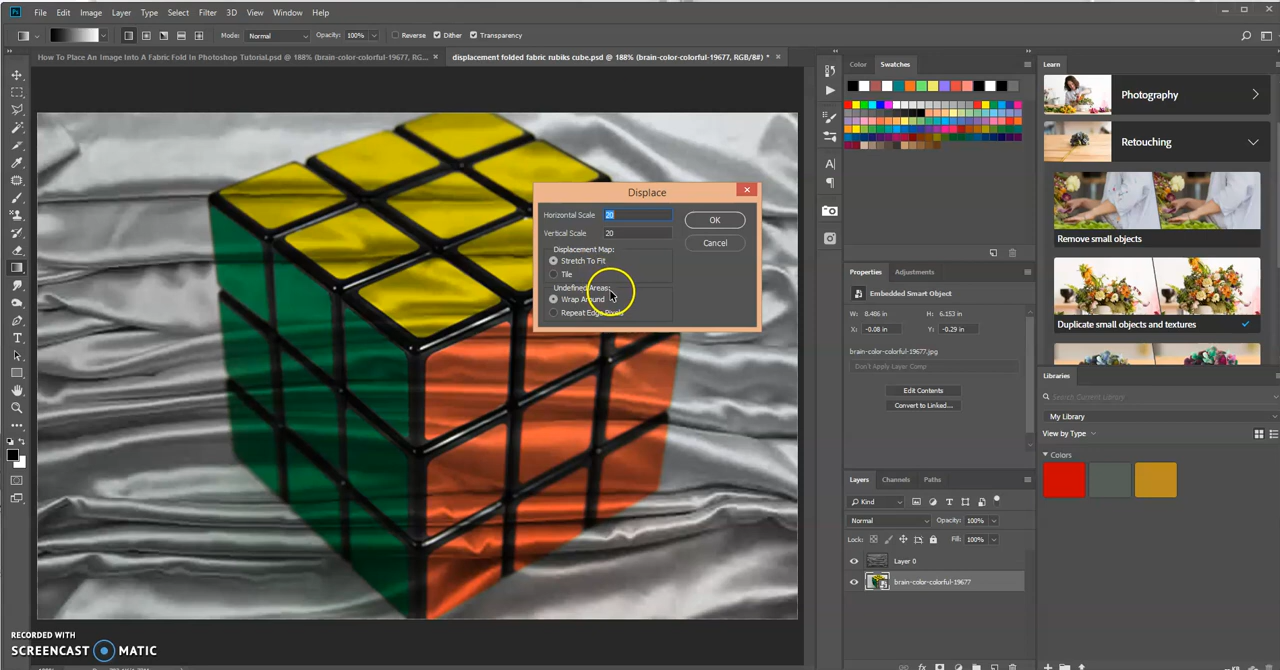 Ps File Edit Image Layer Type Select Filter 3D View Window Help
Mode: Normal Opacity: 100% Reverse Dither Transparency
How To Place An Image Into A Fabric Fold In Photoshop Tutorial.psd @ 188% (brain-color-colorful-19677, RGB/8... × displacement folded fabric rubiks cube.psd @ 188% (brain-color-colorful-19677, RGB/8#) * ×
Displace
Horizontal Scale 20
OK
Vertical Scale 20
Cancel
Displacement Map:
Stretch To Fit
Tile
Undefined Areas:
Wrap Around
Repeat Edge Pixels
Color Swatches
Properties Adjustments
Embedded Smart Object
W: 8.486 in H: 6.153 in
X: -0.08 in Y: -0.29 in
brain-color-colorful-19677.jpg
Don't Apply Layer Comp
Edit Contents
Convert to Linked...
Layers Channels Paths
Kind
Normal Opacity: 100%
Lock: Fill: 100%
Layer 0
brain-color-colorful-19677
fx
Learn
Photography
Retouching
Remove small objects
Duplicate small objects and textures
Libraries
Search Current Library
My Library
View by Type
Colors
RECORDED WITH
SCREENCAST MATIC